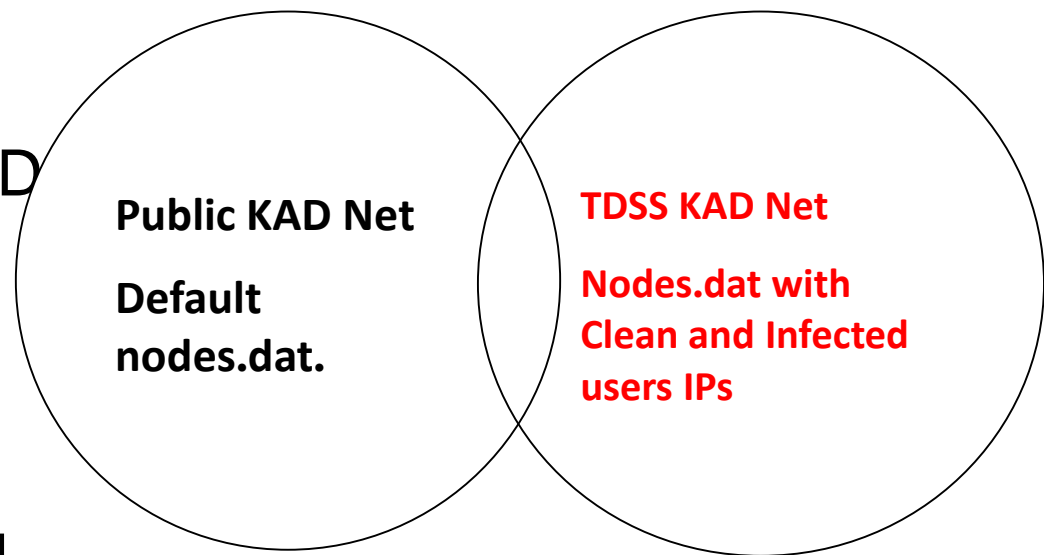 D
Public KAD Net
Default
nodes.dat.
TDSS KAD Net
Nodes.dat with
Clean and Infected
users IPs